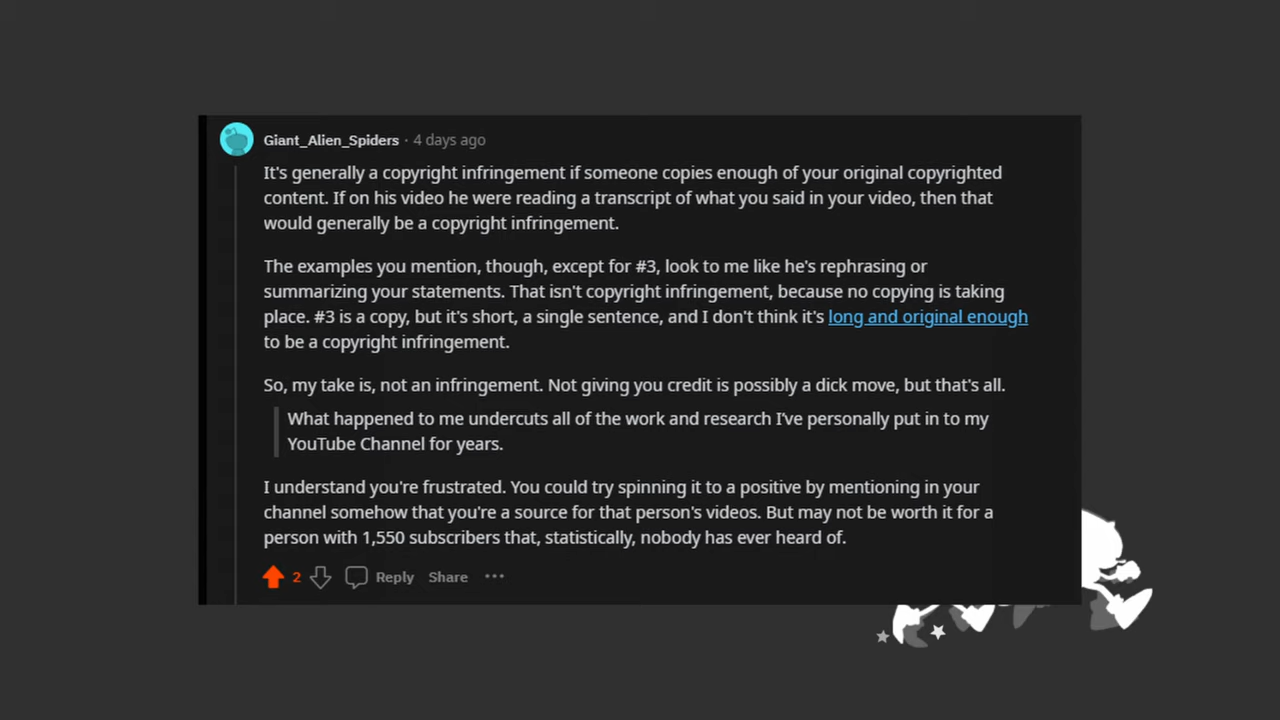 Giant_Alien_Spiders · 4 days ago
It's generally a copyright infringement if someone copies enough of your original copyrighted
content. If on his video he were reading a transcript of what you said in your video, then that
would generally be a copyright infringement.
The examples you mention, though, except for #3, look to me like he's rephrasing or
summarizing your statements. That isn't copyright infringement, because no copying is taking
place. #3 is a copy, but it's short, a single sentence, and I don't think it's long and original enough
to be a copyright infringement.
So, my take is, not an infringement. Not giving you credit is possibly a dick move, but that's all.
What happened to me undercuts all of the work and research I've personally put in to my
YouTube Channel for years.
I understand you're frustrated. You could try spinning it to a positive by mentioning in your
channel somehow that you're a source for that person's videos. But may not be worth it for a
person with 1,550 subscribers that, statistically, nobody has ever heard of.
2 Reply Share ···